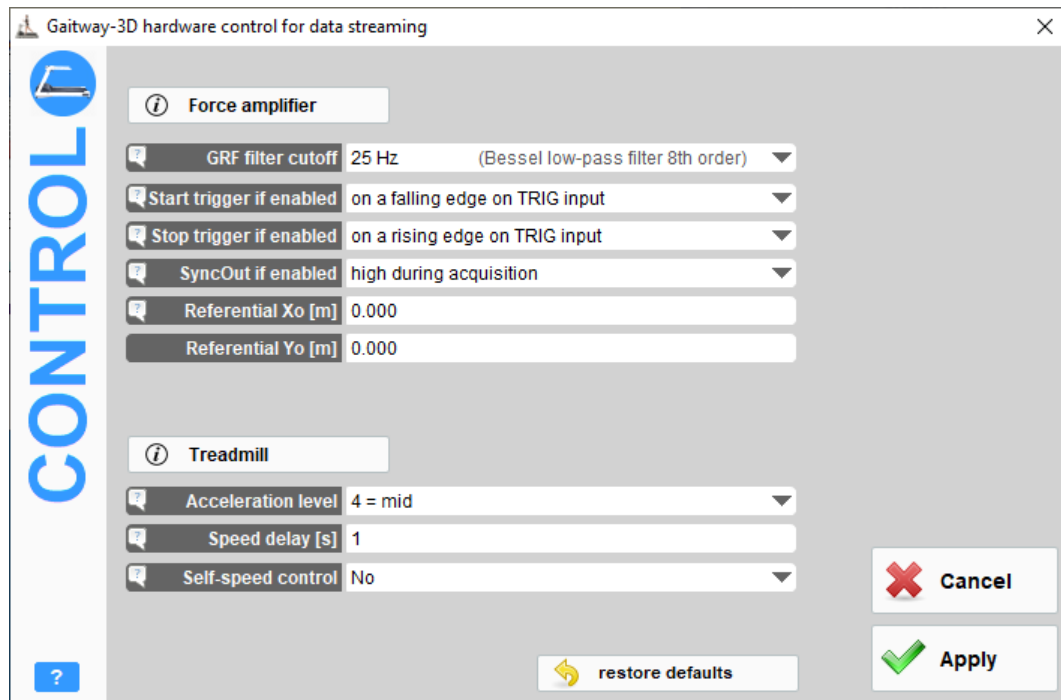 Gaitway-3D hardware control for data streaming
CONTROL
Force amplifier
GRF filter cutoff 25 Hz (Bessel low-pass filter 8th order)
Start trigger if enabled on a falling edge on TRIG input
Stop trigger if enabled on a rising edge on TRIG input
SyncOut if enabled high during acquisition
Referential Xo [m] 0.000
Referential Yo [m] 0.000
Treadmill
Acceleration level 4 = mid
Speed delay [s] 1
Self-speed control No
Cancel
Apply
restore defaults
?